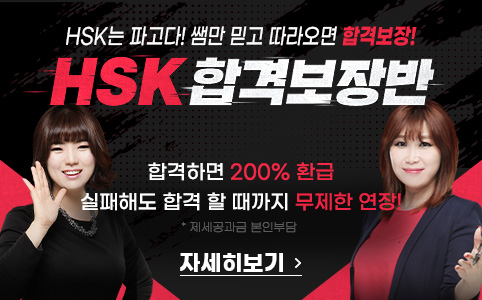 HSK는 파고다! 쌤만 믿고 따라오면 합격보장!
HSK 합격보장반
합격하면 200% 환급
실패해도 합격 할 때까지 무제한 연장!
* 제세공과금 본인부담
자세히보기 >